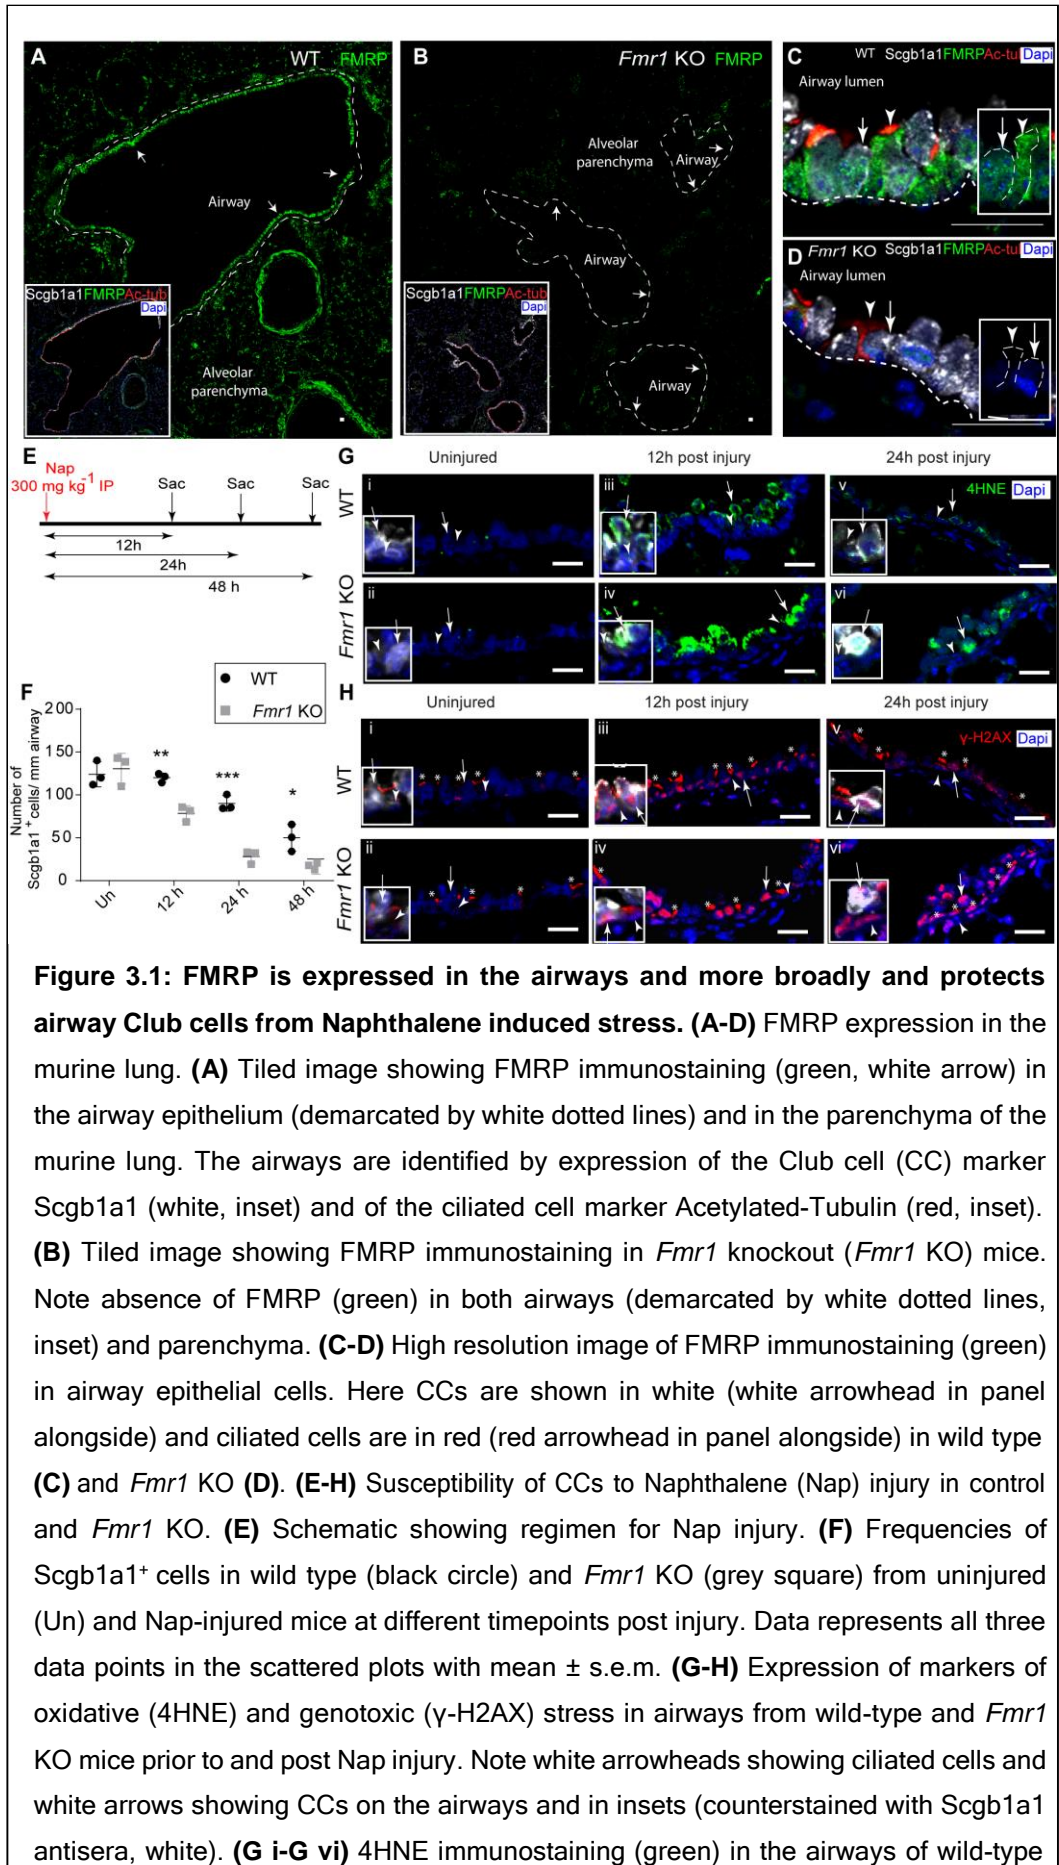 A
WT FMRP
Airway
Scgb1a1FMRPAc-tub
Dapi
Alveolar
parenchyma
B
Fmr1 KO FMRP
Alveolar
parenchyma
Airway
Airway
Scgb1a1FMRPAc-tub
Dapi
Airway
C
WT Scgb1a1FMRPAc-tul Dapi
Airway lumen
D
Fmr1 KO Scgb1a1FMRPAc-tul Dapi
Airway lumen
E
Nap
300 mg kg-1 IP
Sac
Sac
Sac
12h
24h
48 h
F
WT
Fmr1 KO
Number of
Scgb1a1+ cells/ mm airway
200
150
100
50
0
**
***
*
Un
12 h
24 h
48 h
G
Uninjured
12h post injury
24h post injury
WT
i
iii
v
4HNE Dapi
Fmr1 KO
ii
iv
vi
H
Uninjured
12h post injury
24h post injury
WT
i
iii
v
γ-H2AX Dapi
Fmr1 KO
ii
iv
vi
Figure 3.1: FMRP is expressed in the airways and more broadly and protects
airway Club cells from Naphthalene induced stress. (A-D) FMRP expression in the
murine lung. (A) Tiled image showing FMRP immunostaining (green, white arrow) in
the airway epithelium (demarcated by white dotted lines) and in the parenchyma of the
murine lung. The airways are identified by expression of the Club cell (CC) marker
Scgb1a1 (white, inset) and of the ciliated cell marker Acetylated-Tubulin (red, inset).
(B) Tiled image showing FMRP immunostaining in Fmr1 knockout (Fmr1 KO) mice.
Note absence of FMRP (green) in both airways (demarcated by white dotted lines,
inset) and parenchyma. (C-D) High resolution image of FMRP immunostaining (green)
in airway epithelial cells. Here CCs are shown in white (white arrowhead in panel
alongside) and ciliated cells are in red (red arrowhead in panel alongside) in wild type
(C) and Fmr1 KO (D). (E-H) Susceptibility of CCs to Naphthalene (Nap) injury in control
and Fmr1 KO. (E) Schematic showing regimen for Nap injury. (F) Frequencies of
Scgb1a1+ cells in wild type (black circle) and Fmr1 KO (grey square) from uninjured
(Un) and Nap-injured mice at different timepoints post injury. Data represents all three
data points in the scattered plots with mean ± s.e.m. (G-H) Expression of markers of
oxidative (4HNE) and genotoxic (γ-H2AX) stress in airways from wild-type and Fmr1
KO mice prior to and post Nap injury. Note white arrowheads showing ciliated cells and
white arrows showing CCs on the airways and in insets (counterstained with Scgb1a1
antisera, white). (G i-G vi) 4HNE immunostaining (green) in the airways of wild-type